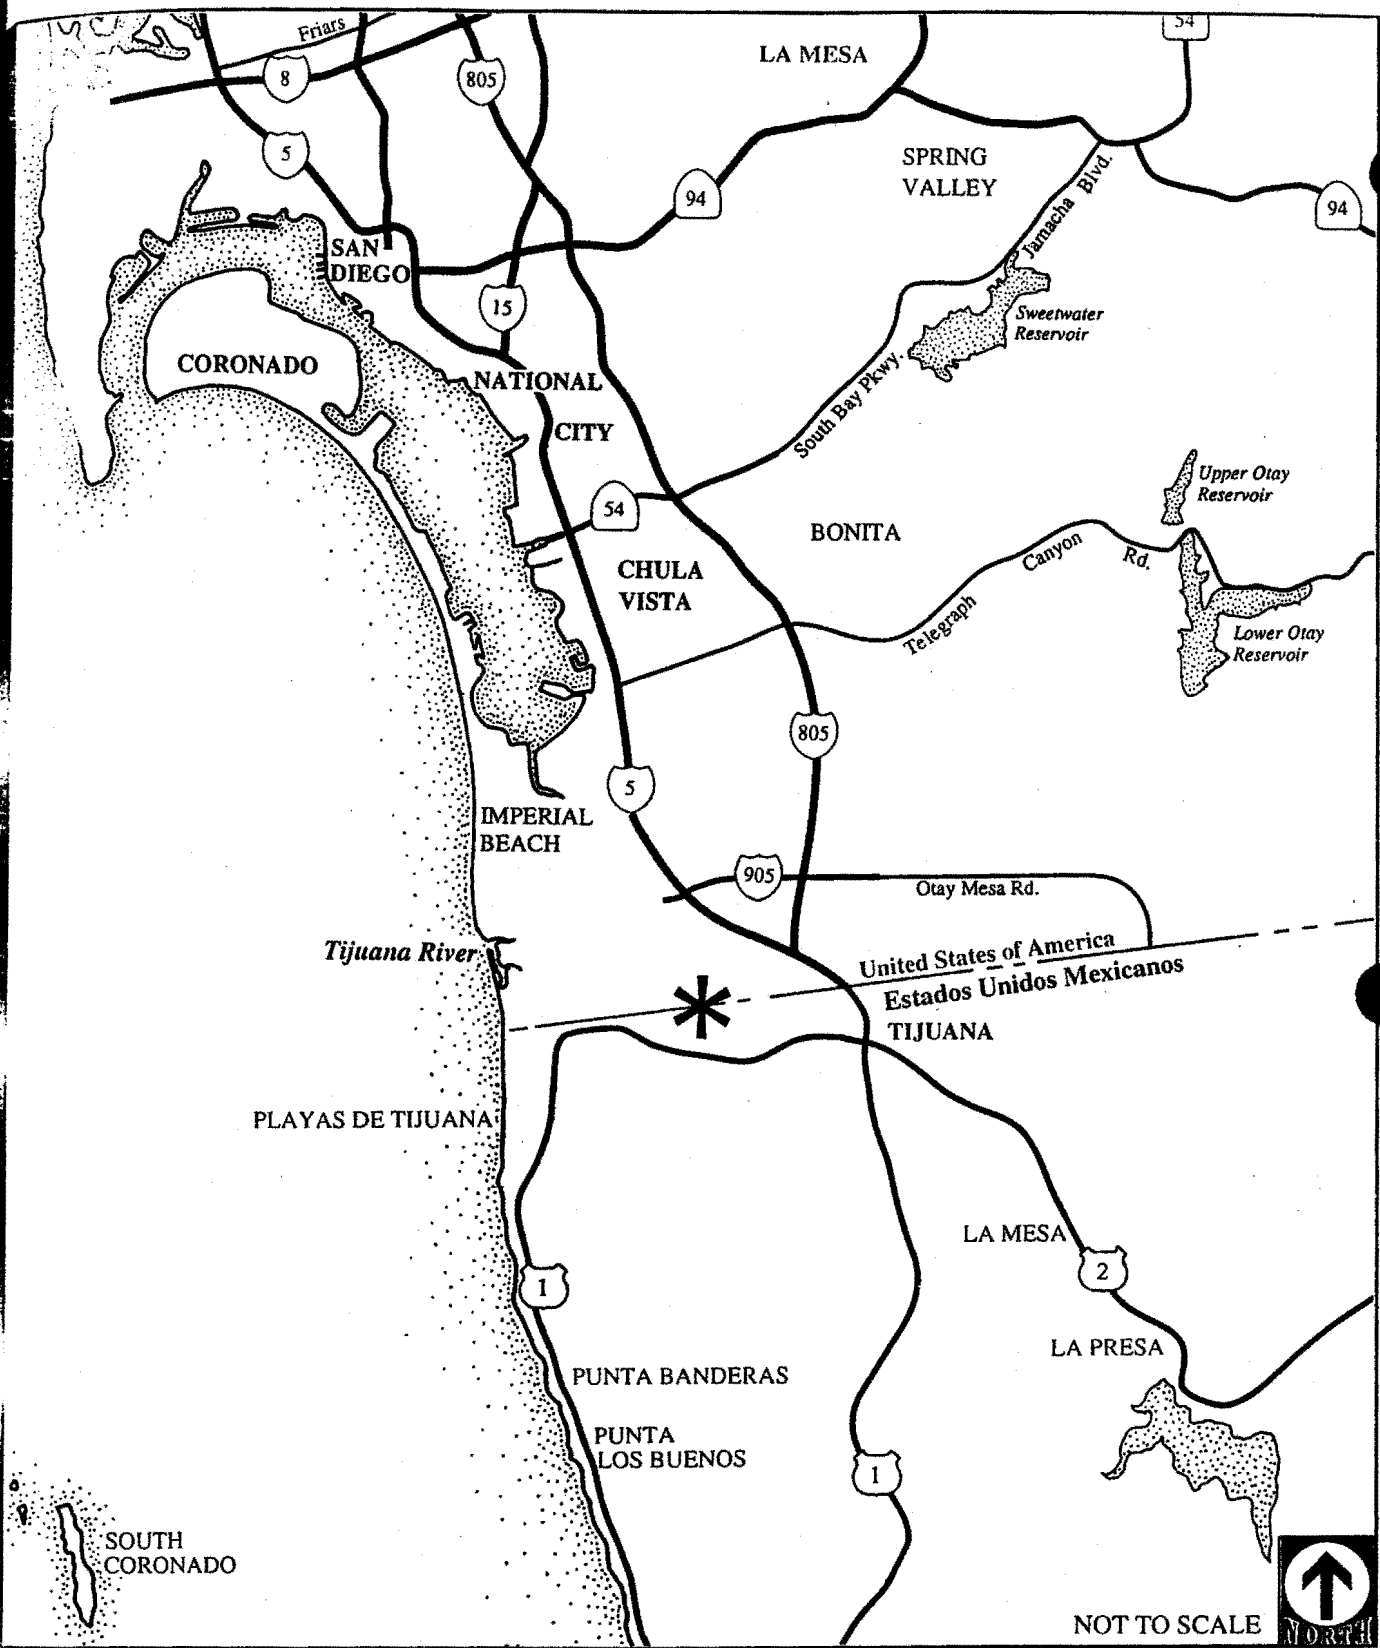 Friars
54
LA MESA
8
805
5
SPRING
VALLEY
94
94
Jamacha Blvd.
SAN
DIEGO
15
Sweetwater
Reservoir
CORONADO
NATIONAL
CITY
South Bay Pkwy.
Upper Otay
Reservoir
54
BONITA
Canyon
Rd.
CHULA
VISTA
Telegraph
Lower Otay
Reservoir
805
5
IMPERIAL
BEACH
905
Otay Mesa Rd.
Tijuana River
United States of America
Estados Unidos Mexicanos
TIJUANA
PLAYAS DE TIJUANA
LA MESA
2
1
LA PRESA
PUNTA BANDERAS
PUNTA
LOS BUENOS
1
SOUTH
CORONADO
NOT TO SCALE
NORTH